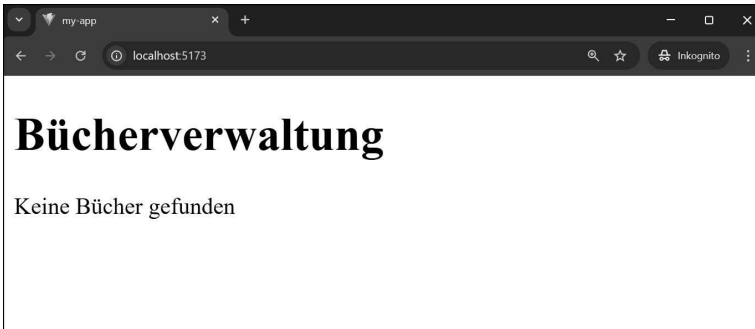 my-app
localhost:5173
Inkognito
Bücherverwaltung
Keine Bücher gefunden